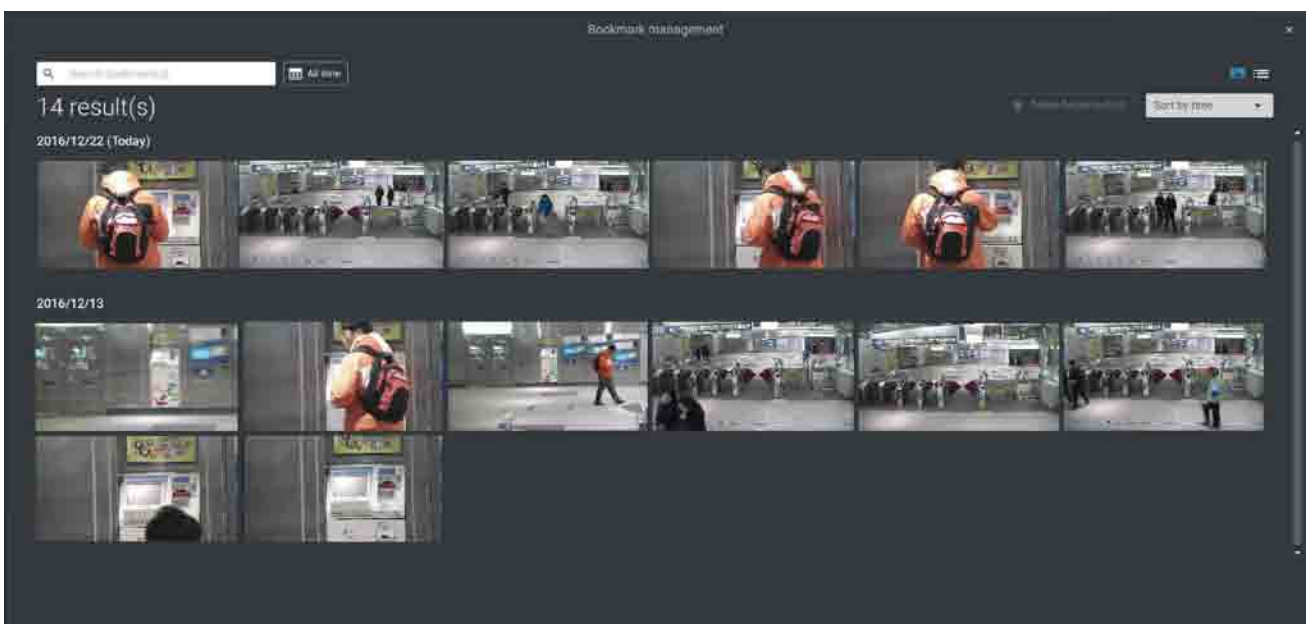 Bookmark management
All time
14 result(s)
Sort by time
2016/12/22 (Today)
2016/12/13